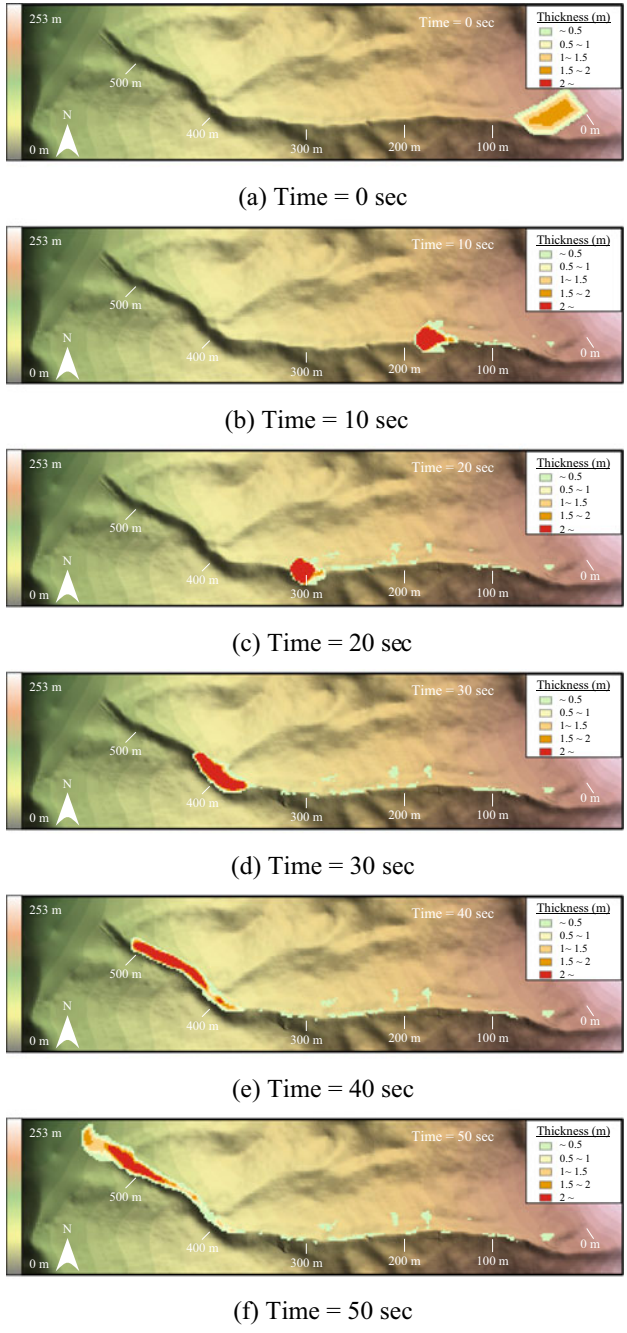 253 m
Time = 0 sec
Thickness (m)
~ 0.5
0.5 ~ 1
1~ 1.5
1.5 ~ 2
2 ~
500 m
N
400 m
300 m
200 m
100 m
0 m
0 m
(a) Time = 0 sec
253 m
Time = 10 sec
Thickness (m)
~ 0.5
0.5 ~ 1
1~ 1.5
1.5 ~ 2
2 ~
500 m
N
400 m
300 m
200 m
100 m
0 m
0 m
(b) Time = 10 sec
253 m
Time = 20 sec
Thickness (m)
~ 0.5
0.5 ~ 1
1~ 1.5
1.5 ~ 2
2 ~
500 m
N
400 m
300 m
200 m
100 m
0 m
0 m
(c) Time = 20 sec
253 m
Time = 30 sec
Thickness (m)
~ 0.5
0.5 ~ 1
1~ 1.5
1.5 ~ 2
2 ~
500 m
N
400 m
300 m
200 m
100 m
0 m
0 m
(d) Time = 30 sec
253 m
Time = 40 sec
Thickness (m)
~ 0.5
0.5 ~ 1
1~ 1.5
1.5 ~ 2
2 ~
500 m
N
400 m
300 m
200 m
100 m
0 m
0 m
(e) Time = 40 sec
253 m
Time = 50 sec
Thickness (m)
~ 0.5
0.5 ~ 1
1~ 1.5
1.5 ~ 2
2 ~
500 m
N
400 m
300 m
200 m
100 m
0 m
0 m
(f) Time = 50 sec